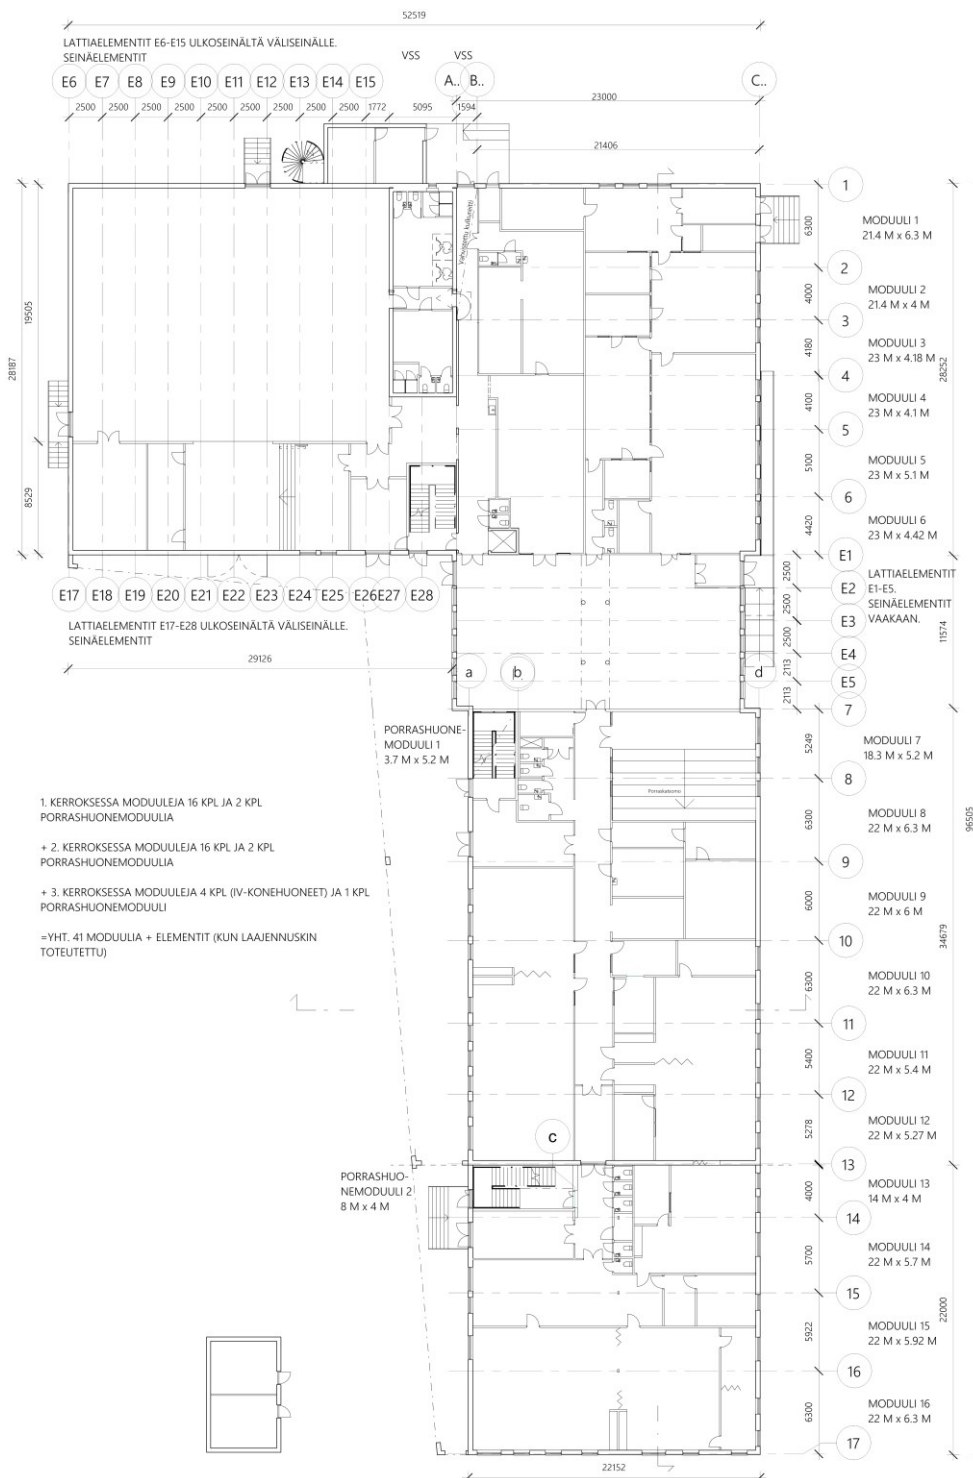 52519
LATTIAELEMENTIT E6-E15 ULKOSEINÄLTÄ VÄLISEINÄLLE.
SEINÄELEMENTIT
VSS VSS
E6 E7 E8 E9 E10 E11 E12 E13 E14 E15 A.. B.. C..
2500 2500 2500 2500 2500 2500 2500 2500 2500 1772 5095 1594 23000
21406
1
6300
MODUULI 1
21.4 M x 6.3 M
Vahvistettu kulkureitti
2
4000
MODUULI 2
21.4 M x 4 M
19505
3
4180
MODUULI 3
23 M x 4.18 M
28187
28252
4
4100
MODUULI 4
23 M x 4.1 M
5
5100
MODUULI 5
23 M x 5.1 M
8529
6
4420
MODUULI 6
23 M x 4.42 M
E1
2500
E17 E18 E19 E20 E21 E22 E23 E24 E25 E26 E27 E28
E2
LATTIAELEMENTIT
E1-E5.
SEINÄELEMENTIT
VAAKAAN.
2500
E3
11574
LATTIAELEMENTIT E17-E28 ULKOSEINÄLTÄ VÄLISEINÄLLE.
SEINÄELEMENTIT
2500
E4
29126
2113
a b d
E5
2113
7
PORRASHUONE-
MODUULI 1
3.7 M x 5.2 M
5249
MODUULI 7
18.3 M x 5.2 M
8
Porraskatsomo
1. KERROKSESSA MODUULEJA 16 KPL JA 2 KPL
PORRASHUONEMODUULIA
6300
MODUULI 8
22 M x 6.3 M
96505
+ 2. KERROKSESSA MODUULEJA 16 KPL JA 2 KPL
PORRASHUONEMODUULIA
9
+ 3. KERROKSESSA MODUULEJA 4 KPL (IV-KONEHUONEET) JA 1 KPL
PORRASHUONEMODUULI
6000
MODUULI 9
22 M x 6 M
=YHT. 41 MODUULIA + ELEMENTIT (KUN LAAJENNUSKIN
TOTEUTETTU)
10
34679
6300
MODUULI 10
22 M x 6.3 M
11
5400
MODUULI 11
22 M x 5.4 M
12
5278
MODUULI 12
22 M x 5.27 M
c
13
PORRASHUO-
NEMODUULI 2
8 M x 4 M
4000
MODUULI 13
14 M x 4 M
14
5700
MODUULI 14
22 M x 5.7 M
15
22000
5922
MODUULI 15
22 M x 5.92 M
16
6300
MODUULI 16
22 M x 6.3 M
17
22152